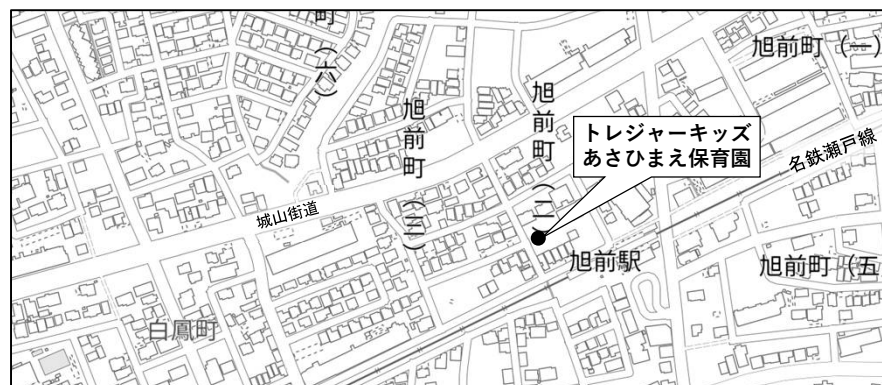 町(六)
旭前町(三)
旭前町(二)
旭前町(一)
トレジャーキッズ
あさひまえ保育園
名鉄瀬戸線
城山街道
旭前駅
旭前町(五
白鳳町